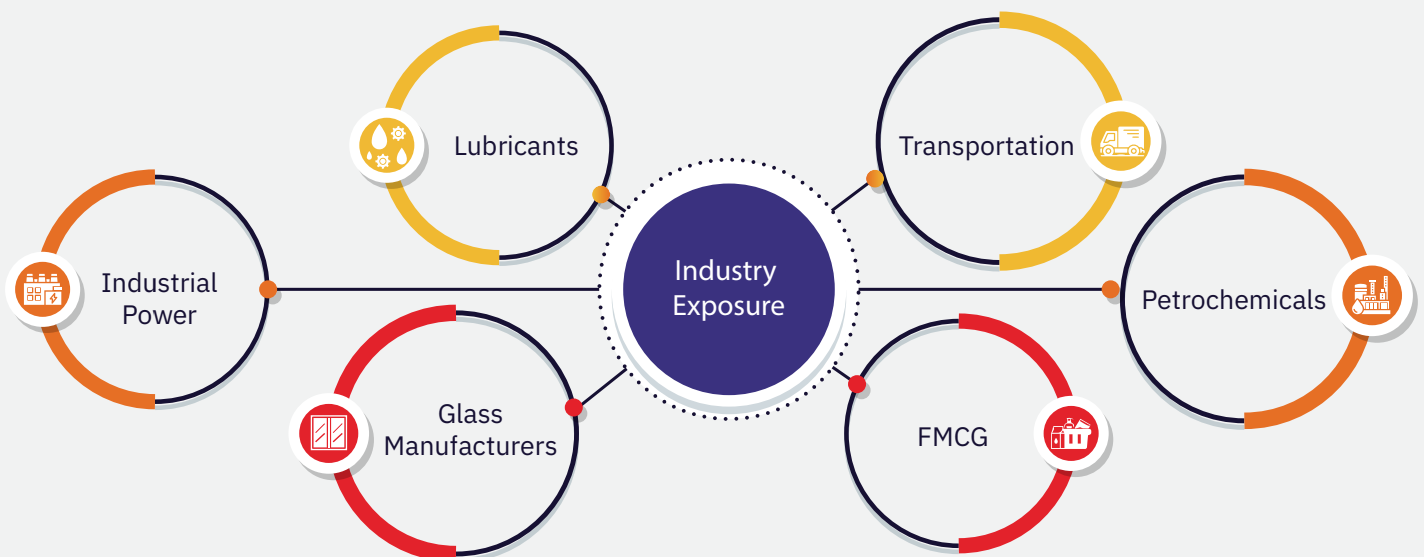 Lubricants
Transportation
Industrial
Power
Industry
Exposure
Petrochemicals
Glass
Manufacturers
FMCG